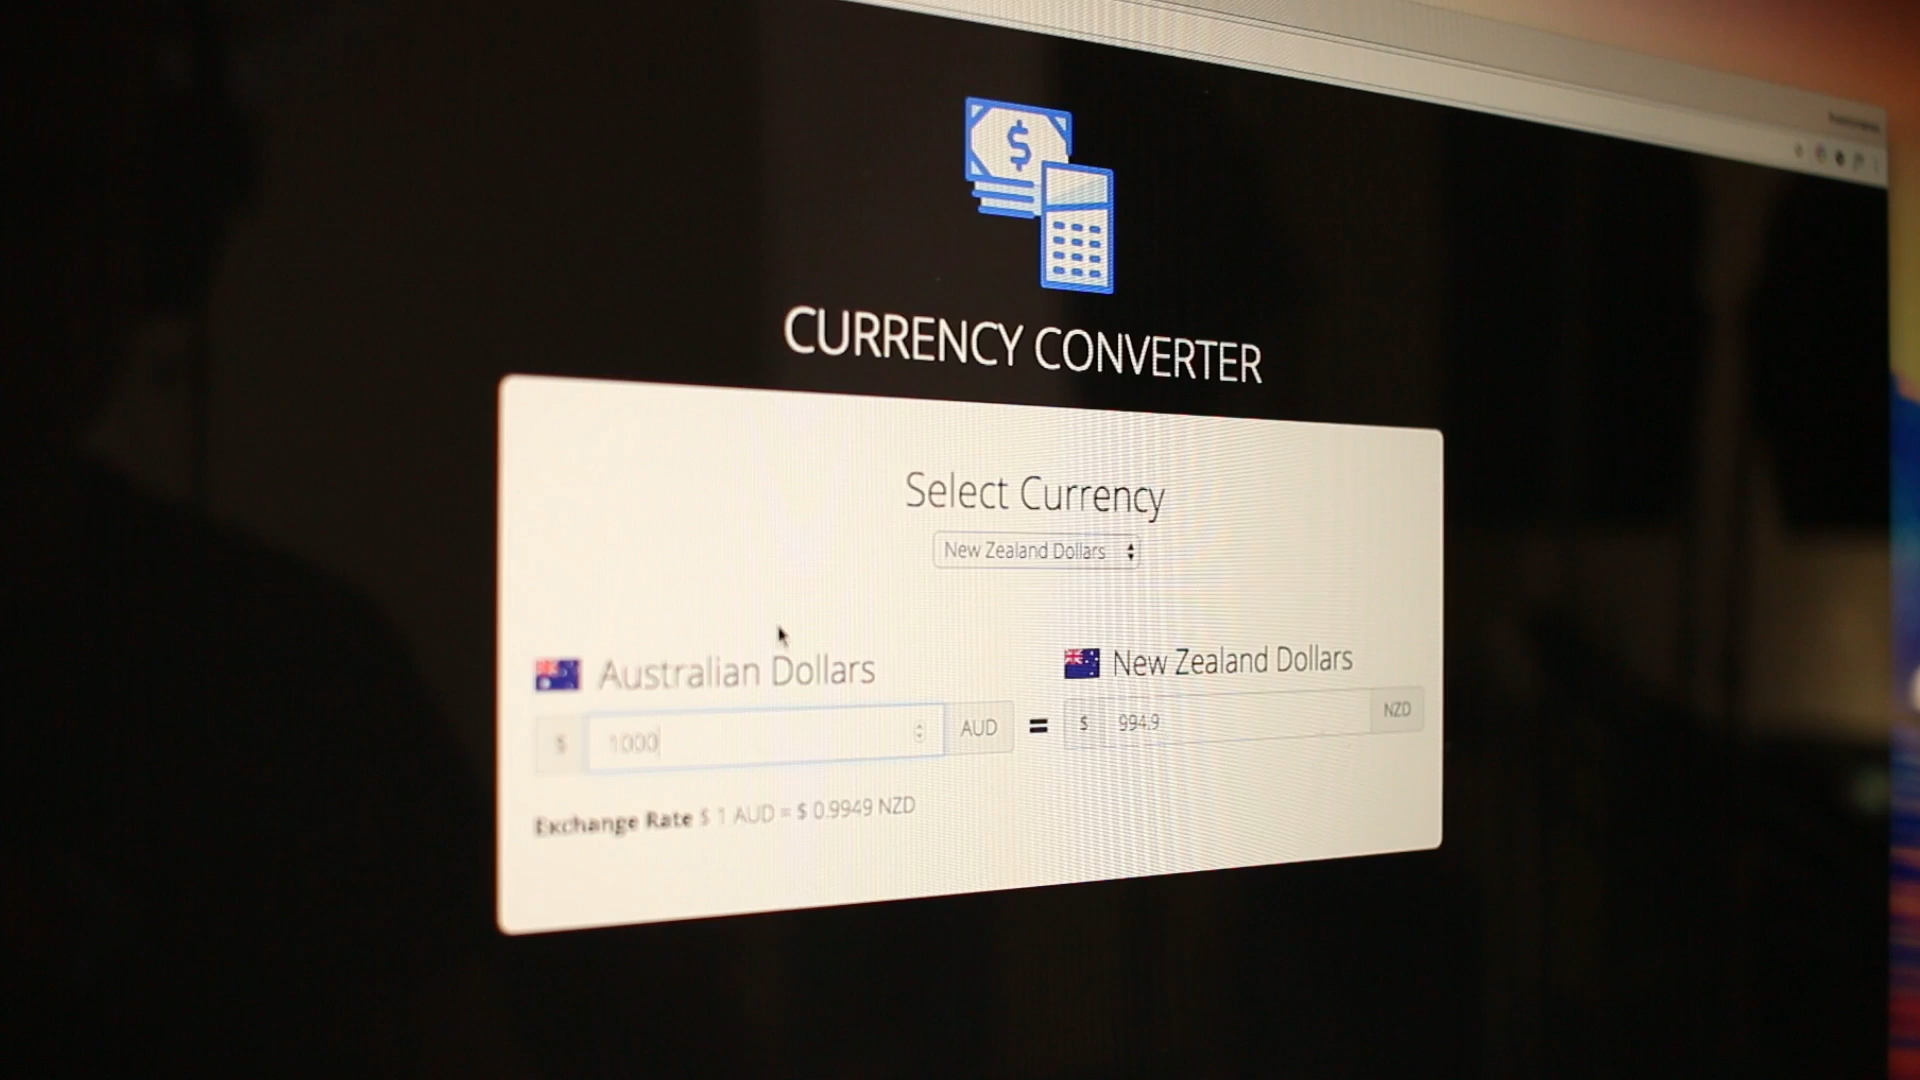 $
CURRENCY CONVERTER
Select Currency
New Zealand Dollars
Australian Dollars
$ 1000 AUD
=
New Zealand Dollars
$ 994.9 NZD
Exchange Rate $ 1 AUD = $ 0.9949 NZD